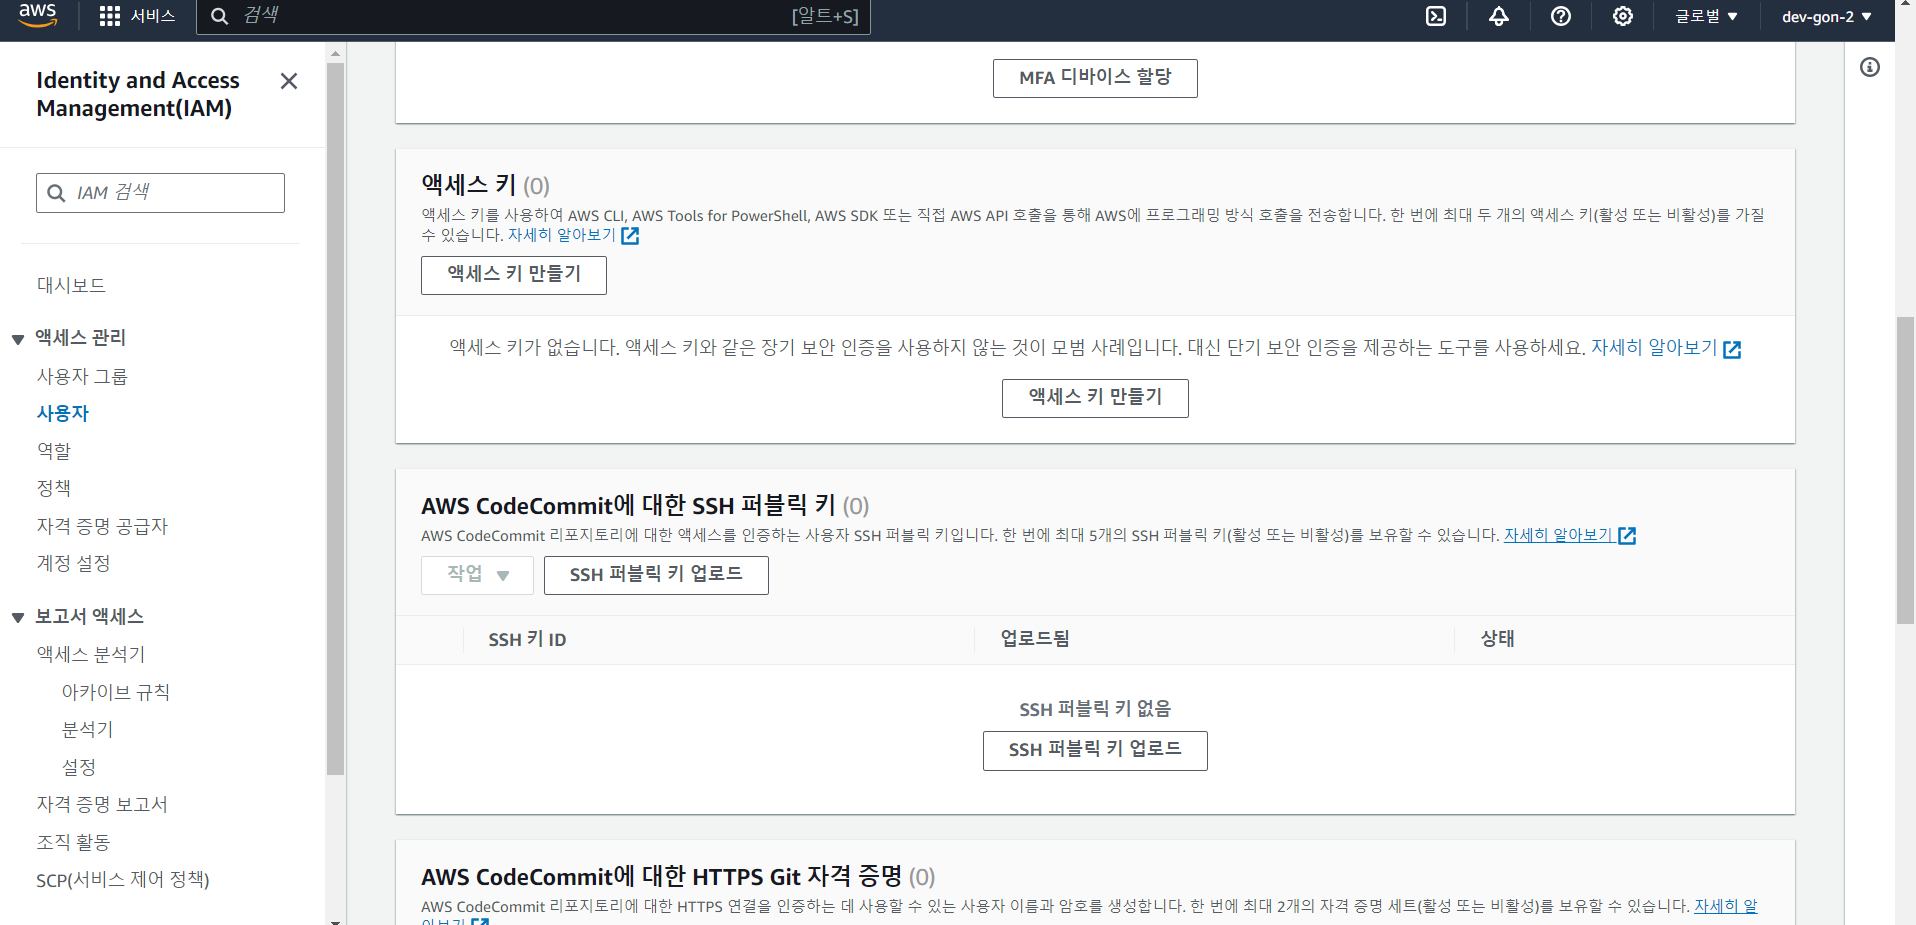 aws
서비스
검색
[알트+S]
글로벌 ▼
dev-gon-2 ▼
Identity and Access
Management(IAM)
IAM 검색
대시보드
액세스 관리
사용자 그룹
사용자
역할
정책
자격 증명 공급자
계정 설정
보고서 액세스
액세스 분석기
아카이브 규칙
분석기
설정
자격 증명 보고서
조직 활동
SCP(서비스 제어 정책)
MFA 디바이스 할당
액세스 키 (0)
액세스 키를 사용하여 AWS CLI, AWS Tools for PowerShell, AWS SDK 또는 직접 AWS API 호출을 통해 AWS에 프로그래밍 방식 호출을 전송합니다. 한 번에 최대 두 개의 액세스 키(활성 또는 비활성)를 가질
수 있습니다. 자세히 알아보기
액세스 키 만들기
액세스 키가 없습니다. 액세스 키와 같은 장기 보안 인증을 사용하지 않는 것이 모범 사례입니다. 대신 단기 보안 인증을 제공하는 도구를 사용하세요. 자세히 알아보기
액세스 키 만들기
AWS CodeCommit에 대한 SSH 퍼블릭 키 (0)
AWS CodeCommit 리포지토리에 대한 액세스를 인증하는 사용자 SSH 퍼블릭 키입니다. 한 번에 최대 5개의 SSH 퍼블릭 키(활성 또는 비활성)를 보유할 수 있습니다. 자세히 알아보기
작업 ▼
SSH 퍼블릭 키 업로드
SSH 키 ID
업로드됨
상태
SSH 퍼블릭 키 없음
SSH 퍼블릭 키 업로드
AWS CodeCommit에 대한 HTTPS Git 자격 증명 (0)
AWS CodeCommit 리포지토리에 대한 HTTPS 연결을 인증하는 데 사용할 수 있는 사용자 이름과 암호를 생성합니다. 한 번에 최대 2개의 자격 증명 세트(활성 또는 비활성)를 보유할 수 있습니다. 자세히 알
아보기